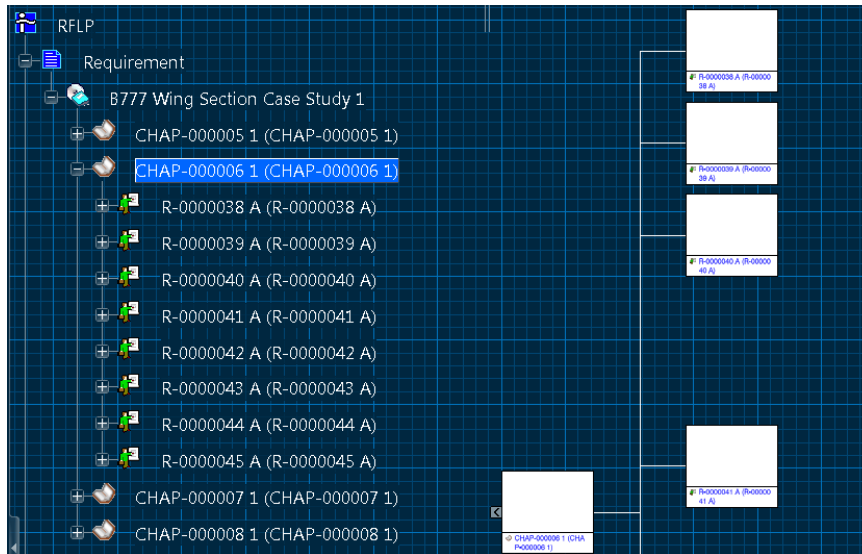 RFLP
Requirement
B777 Wing Section Case Study 1
CHAP-000005 1 (CHAP-000005 1)
CHAP-000006 1 (CHAP-000006 1)
R-0000038 A (R-0000038 A)
R-0000039 A (R-0000039 A)
R-0000040 A (R-0000040 A)
R-0000041 A (R-0000041 A)
R-0000042 A (R-0000042 A)
R-0000043 A (R-0000043 A)
R-0000044 A (R-0000044 A)
R-0000045 A (R-0000045 A)
CHAP-000007 1 (CHAP-000007 1)
CHAP-000008 1 (CHAP-000008 1)
R-0000038 A (R-00000
38 A)
R-0000039 A (R-00000
39 A)
R-0000040 A (R-00000
40 A)
R-0000041 A (R-00000
41 A)
CHAP-000006 1 (CHA
P-000006 1)